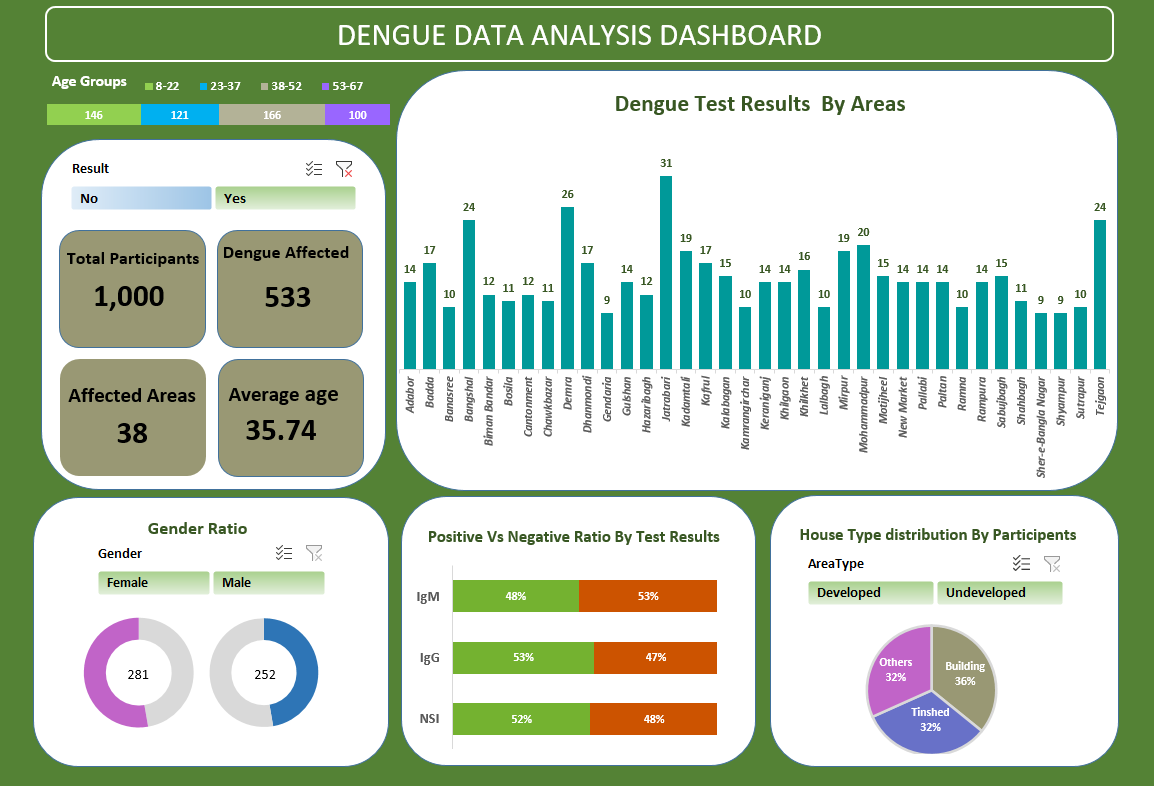 DENGUE DATA ANALYSIS DASHBOARD
Age Groups
8-22 23-37 38-52 53-67
146 121 166 100
Result
No Yes
Total Participants
1,000
Dengue Affected
533
Affected Areas
38
Average age
35.74
Dengue Test Results By Areas
14 17 10 24 12 11 12 11 26 17 9 14 12 31 19 17 15 10 14 14 16 10 19 20 15 14 14 14 10 14 15 11 9 9 10 24
Adabor
Badda
Banasree
Bangshal
Biman Bandar
Bosila
Cantonment
Chawkbazar
Demra
Dhanmondi
Gendaria
Gulshan
Hazaribagh
Jatrabari
Kadamtali
Kafrul
Kalabagan
Kamrangirchar
Keraniganj
Khilgaon
Khilkhet
Lalbagh
Mirpur
Mohammadpur
Motijheel
New Market
Pallabi
Paltan
Ramna
Rampura
Sabujbagh
Shahbagh
Sher-e-Bangla Nagar
Shyampur
Sutrapur
Tejgaon
Gender Ratio
Gender
Female Male
281 252
Positive Vs Negative Ratio By Test Results
IgM 48% 53%
IgG 53% 47%
NSI 52% 48%
House Type distribution By Participants
AreaType
Developed Undeveloped
Others
32%
Building
36%
Tinshed
32%